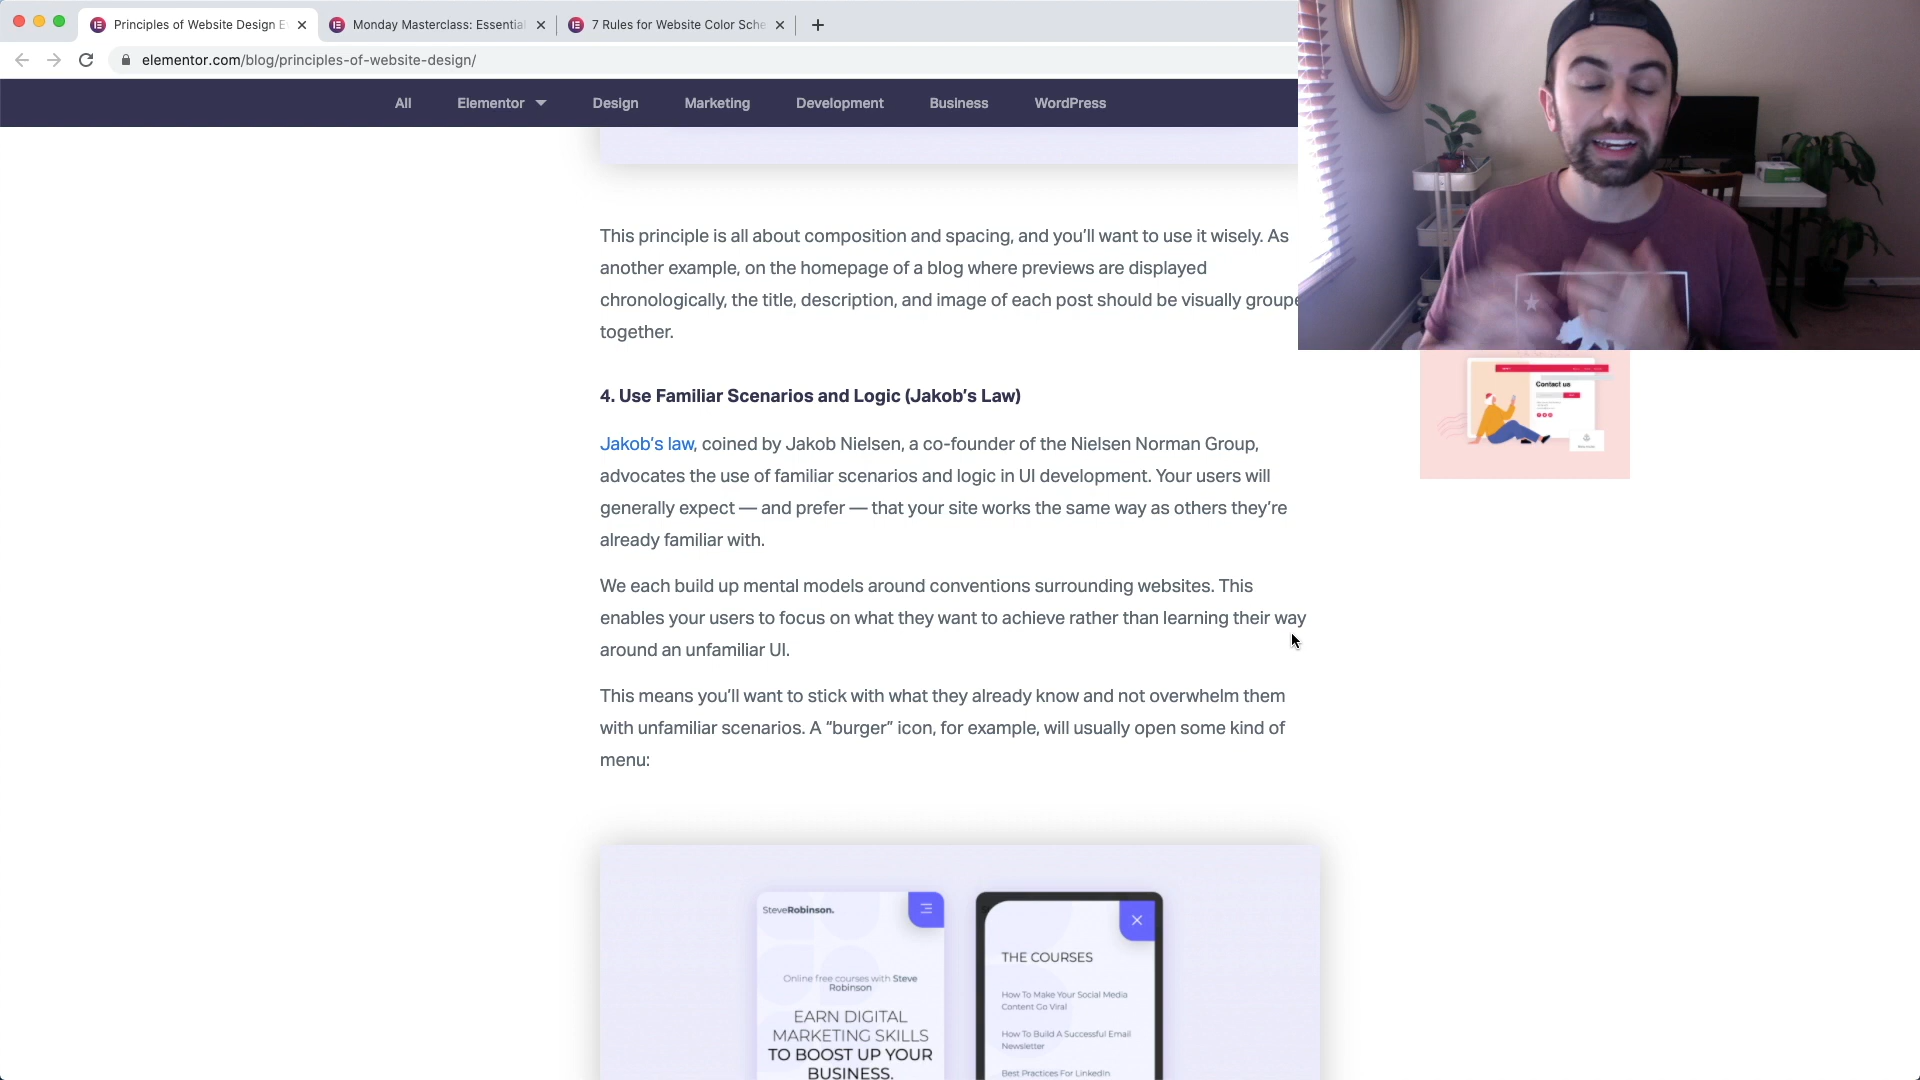 Principles of Website Design E
Monday Masterclass: Essential
7 Rules for Website Color Sche
elementor.com/blog/principles-of-website-design/
All
Elementor
Design
Marketing
Development
Business
WordPress
This principle is all about composition and spacing, and you’ll want to use it wisely. As
another example, on the homepage of a blog where previews are displayed
chronologically, the title, description, and image of each post should be visually groupe
together.
4. Use Familiar Scenarios and Logic (Jakob’s Law)
Jakob’s law, coined by Jakob Nielsen, a co-founder of the Nielsen Norman Group,
advocates the use of familiar scenarios and logic in UI development. Your users will
generally expect — and prefer — that your site works the same way as others they’re
already familiar with.
We each build up mental models around conventions surrounding websites. This
enables your users to focus on what they want to achieve rather than learning their way
around an unfamiliar UI.
This means you’ll want to stick with what they already know and not overwhelm them
with unfamiliar scenarios. A “burger” icon, for example, will usually open some kind of
menu:
Contact us
SteveRobinson.
Online free courses with Steve
Robinson
EARN DIGITAL
MARKETING SKILLS
TO BOOST UP YOUR
BUSINESS.
THE COURSES
How To Make Your Social Media
Content Go Viral
How To Build A Successful Email
Newsletter
Best Practices For LinkedIn